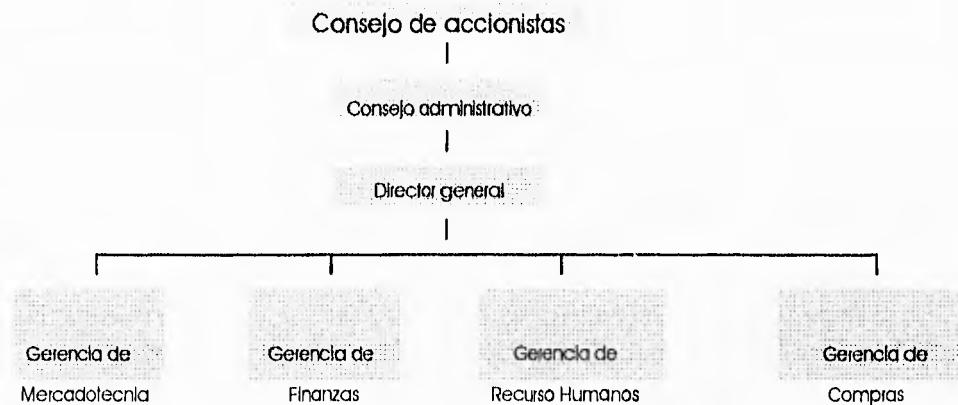 Consejo de accionistas
Consejo administrativo
Director general
Gerencia de Gerencia de Gerencia de Gerencia de
Mercadotecnia Finanzas Recurso Humanos Compras